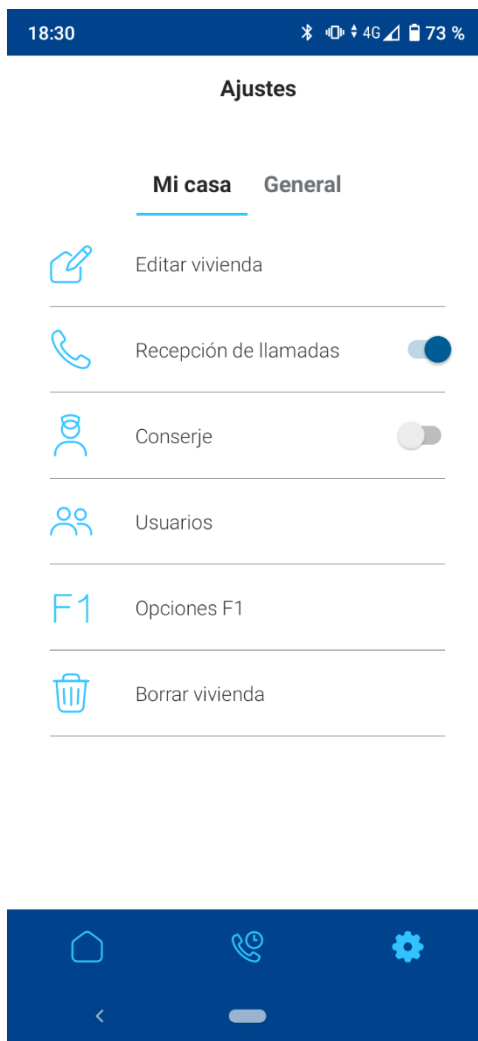 18:30 4G 73 %
Ajustes
Mi casa General
Editar vivienda
Recepción de llamadas
Conserje
Usuarios
F1 Opciones F1
Borrar vivienda